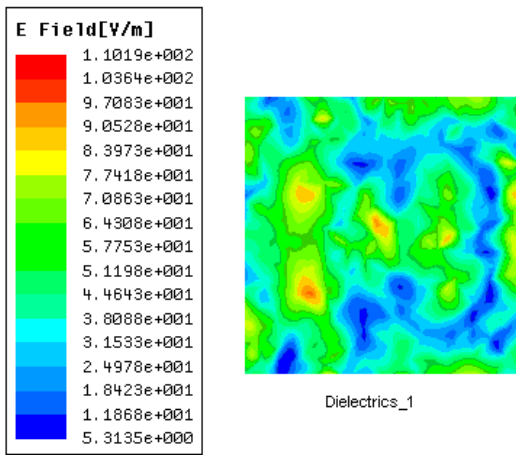 E Field[V/m]
1.1019e+002
1.0364e+002
9.7083e+001
9.0528e+001
8.3973e+001
7.7418e+001
7.0863e+001
6.4308e+001
5.7753e+001
5.1198e+001
4.4643e+001
3.8088e+001
3.1533e+001
2.4978e+001
1.8423e+001
1.1868e+001
5.3135e+000
Dielectrics_1